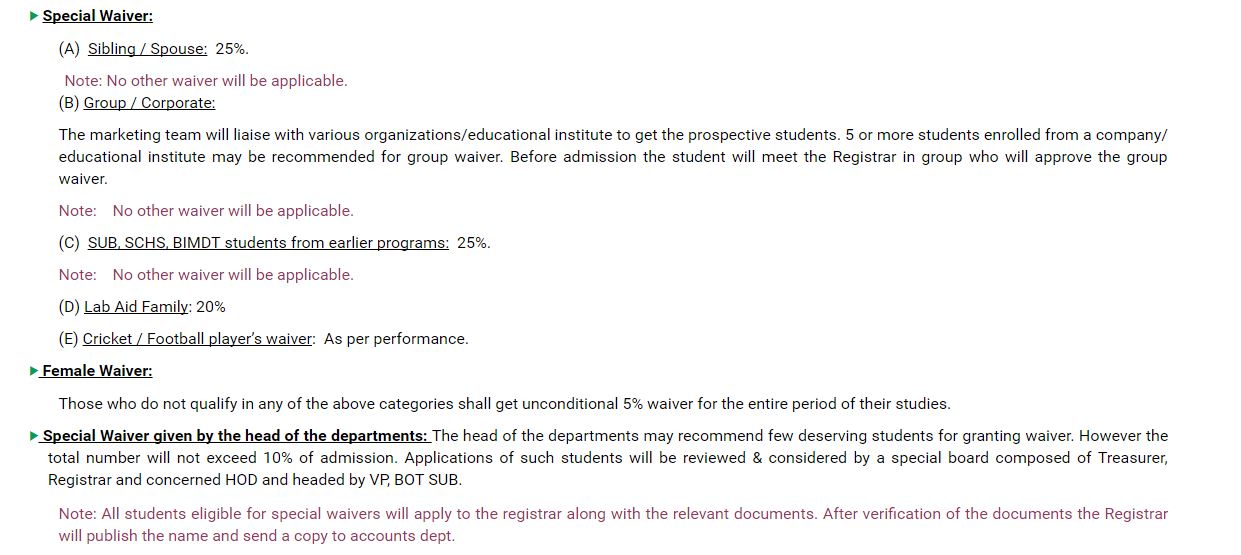 Special Waiver:
(A) Sibling / Spouse: 25%.
Note: No other waiver will be applicable.
(B) Group / Corporate:
The marketing team will liaise with various organizations/educational institute to get the prospective students. 5 or more students enrolled from a company/
educational institute may be recommended for group waiver. Before admission the student will meet the Registrar in group who will approve the group
waiver.
Note: No other waiver will be applicable.
(C) SUB, SCHS, BIMDT students from earlier programs: 25%.
Note: No other waiver will be applicable.
(D) Lab Aid Family: 20%
(E) Cricket / Football player's waiver: As per performance.
Female Waiver:
Those who do not qualify in any of the above categories shall get unconditional 5% waiver for the entire period of their studies.
Special Waiver given by the head of the departments: The head of the departments may recommend few deserving students for granting waiver. However the
total number will not exceed 10% of admission. Applications of such students will be reviewed & considered by a special board composed of Treasurer,
Registrar and concerned HOD and headed by VP, BOT SUB.
Note: All students eligible for special waivers will apply to the registrar along with the relevant documents. After verification of the documents the Registrar
will publish the name and send a copy to accounts dept.